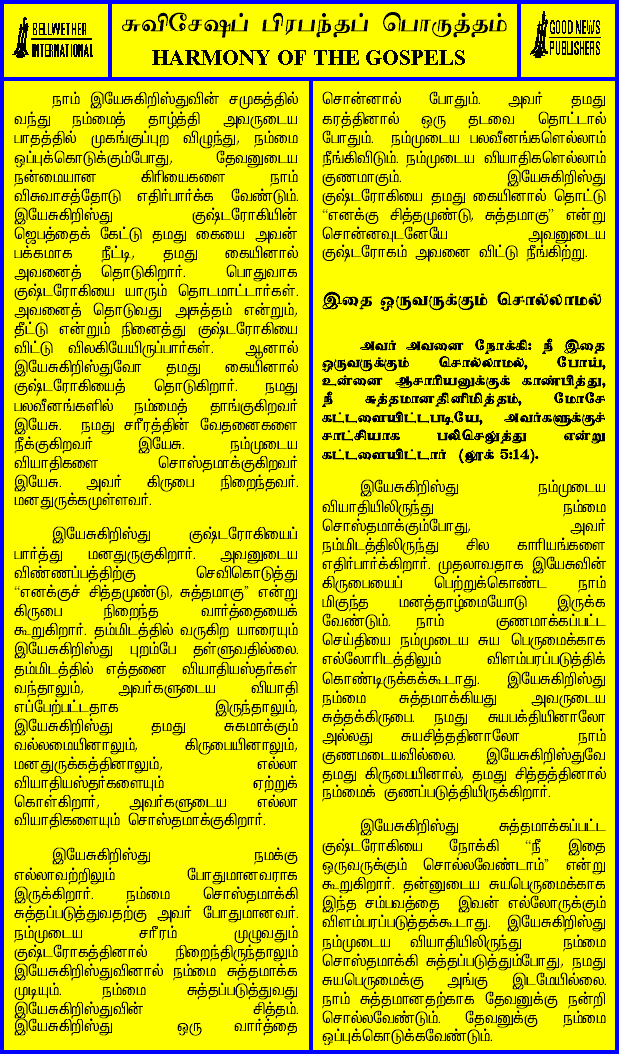 BELLWETHER
INTERNATIONAL
சுவிசேஷப் பிரபந்தப் பொருத்தம்
HARMONY OF THE GOSPELS
GOOD NEWS
PUBLISHERS
நாம் இயேசுகிறிஸ்துவின் சமுகத்தில்
வந்து நம்மைத் தாழ்த்தி அவருடைய
பாதத்தில் முகங்குப்புற விழுந்து, நம்மை
ஒப்புக்கொடுக்கும்போது, தேவனுடைய
நன்மையான கிரியைகளை நாம்
விசுவாசத்தோடு எதிர்பார்க்க வேண்டும்.
இயேசுகிறிஸ்து குஷ்டரோகியின்
ஜெபத்தைக் கேட்டு தமது கையை அவன்
பக்கமாக நீட்டி, தமது கையினால்
அவனைத் தொடுகிறார். பொதுவாக
குஷ்டரோகியை யாரும் தொடமாட்டார்கள்.
அவனைத் தொடுவது அசுத்தம் என்றும்,
தீட்டு என்றும் நினைத்து குஷ்டரோகியை
விட்டு விலகியேயிருப்பார்கள். ஆனால்
இயேசுகிறிஸ்துவோ தமது கையினால்
குஷ்டரோகியைத் தொடுகிறார். நமது
பலவீனங்களில் நம்மைத் தாங்குகிறவர்
இயேசு. நமது சரீரத்தின் வேதனைகளை
நீக்குகிறவர் இயேசு. நம்முடைய
வியாதிகளை சொஸ்தமாக்குகிறவர்
இயேசு. அவர் கிருபை நிறைந்தவர்.
மனதுருக்கமுள்ளவர்.
இயேசுகிறிஸ்து குஷ்டரோகியைப்
பார்த்து மனதுருகுகிறார். அவனுடைய
விண்ணப்பத்திற்கு செவிகொடுத்து
“எனக்குச் சித்தமுண்டு, சுத்தமாகு” என்று
கிருபை நிறைந்த வார்த்தையைக்
கூறுகிறார். தம்மிடத்தில் வருகிற யாரையும்
இயேசுகிறிஸ்து புறம்பே தள்ளுவதில்லை.
தம்மிடத்தில் எத்தனை வியாதியஸ்தர்கள்
வந்தாலும், அவர்களுடைய வியாதி
எப்பேற்பட்டதாக இருந்தாலும்,
இயேசுகிறிஸ்து தமது சுகமாக்கும்
வல்லமையினாலும், கிருபையினாலும்,
மனதுருக்கத்தினாலும், எல்லா
வியாதியஸ்தர்களையும் ஏற்றுக்
கொள்கிறார், அவர்களுடைய எல்லா
வியாதிகளையும் சொஸ்தமாக்குகிறார்.
இயேசுகிறிஸ்து நமக்கு
எல்லாவற்றிலும் போதுமானவராக
இருக்கிறார். நம்மை சொஸ்தமாக்கி
சுத்தப்படுத்துவதற்கு அவர் போதுமானவர்.
நம்முடைய சரீரம் முழுவதும்
குஷ்டரோகத்தினால் நிறைந்திருந்தாலும்
இயேசுகிறிஸ்துவினால் நம்மை சுத்தமாக்க
முடியும். நம்மை சுத்தப்படுத்துவது
இயேசுகிறிஸ்துவின் சித்தம்.
இயேசுகிறிஸ்து ஒரு வார்த்தை
சொன்னால் போதும். அவர் தமது
கரத்தினால் ஒரு தடவை தொட்டால்
போதும். நம்முடைய பலவீனங்களெல்லாம்
நீங்கிவிடும். நம்முடைய வியாதிகளெல்லாம்
குணமாகும். இயேசுகிறிஸ்து
குஷ்டரோகியை தமது கையினால் தொட்டு
“எனக்கு சித்தமுண்டு, சுத்தமாகு” என்று
சொன்னவுடனேயே அவனுடைய
குஷ்டரோகம் அவனை விட்டு நீங்கிற்று.
இதை ஒருவருக்கும் சொல்லாமல்
அவர் அவனை நோக்கி: நீ இதை
ஒருவருக்கும் சொல்லாமல், போய்,
உன்னை ஆசாரியனுக்குக் காண்பித்து,
நீ சுத்தமானதினிமித்தம், மோசே
கட்டளையிட்டபடியே, அவர்களுக்குச்
சாட்சியாக பலிசெலுத்து என்று
கட்டளையிட்டார் (லூக் 5:14).
இயேசுகிறிஸ்து நம்முடைய
வியாதியிலிருந்து நம்மை
சொஸ்தமாக்கும்போது, அவர்
நம்மிடத்திலிருந்து சில காரியங்களை
எதிர்பார்க்கிறார். முதலாவதாக இயேசுவின்
கிருபையைப் பெற்றுக்கொண்ட நாம்
மிகுந்த மனத்தாழ்மையோடு இருக்க
வேண்டும். நாம் குணமாக்கப்பட்ட
செய்தியை நம்முடைய சுய பெருமைக்காக
எல்லோரிடத்திலும் விளம்பரப்படுத்திக்
கொண்டிருக்கக்கூடாது. இயேசுகிறிஸ்து
நம்மை சுத்தமாக்கியது அவருடைய
சுத்தக்கிருபை. நமது சுயபக்தியினாலோ
அல்லது சுயசித்ததினாலோ நாம்
குணமடையவில்லை. இயேசுகிறிஸ்துவே
தமது கிருபையினால், தமது சித்தத்தினால்
நம்மைக் குணப்படுத்தியிருக்கிறார்.
இயேசுகிறிஸ்து சுத்தமாக்கப்பட்ட
குஷ்டரோகியை நோக்கி “நீ இதை
ஒருவருக்கும் சொல்லவேண்டாம்” என்று
கூறுகிறார். தன்னுடைய சுயபெருமைக்காக
இந்த சம்பவத்தை இவன் எல்லோருக்கும்
விளம்பரப்படுத்தக்கூடாது. இயேசுகிறிஸ்து
நம்முடைய வியாதியிலிருந்து நம்மை
சொஸ்தமாக்கி சுத்தப்படுத்தும்போது, நமது
சுயபெருமைக்கு அங்கு இடமேயில்லை.
நாம் சுத்தமானதற்காக தேவனுக்கு நன்றி
சொல்லவேண்டும். தேவனுக்கு நம்மை
ஒப்புக்கொடுக்கவேண்டும்.